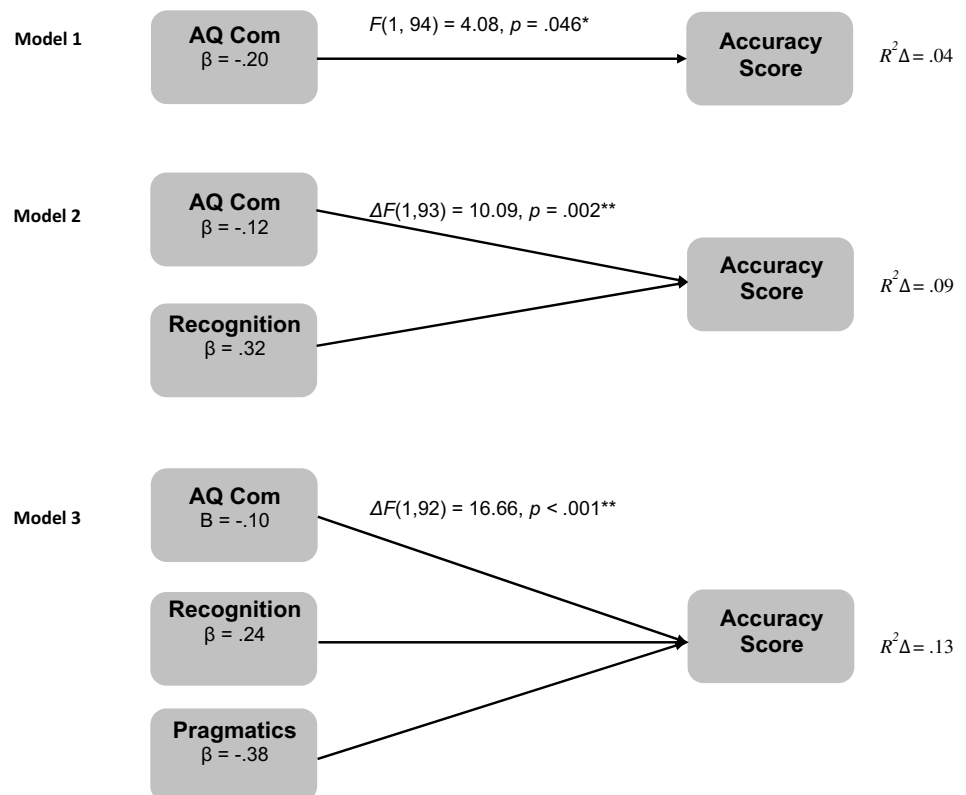 Model 1
AQ Com
β = -.20
F(1, 94) = 4.08, p = .046*
Accuracy
Score
R²Δ = .04
Model 2
AQ Com
β = -.12
ΔF(1,93) = 10.09, p = .002**
Recognition
β = .32
Accuracy
Score
R²Δ = .09
Model 3
AQ Com
B = -.10
ΔF(1,92) = 16.66, p < .001**
Recognition
β = .24
Accuracy
Score
R²Δ = .13
Pragmatics
β = -.38